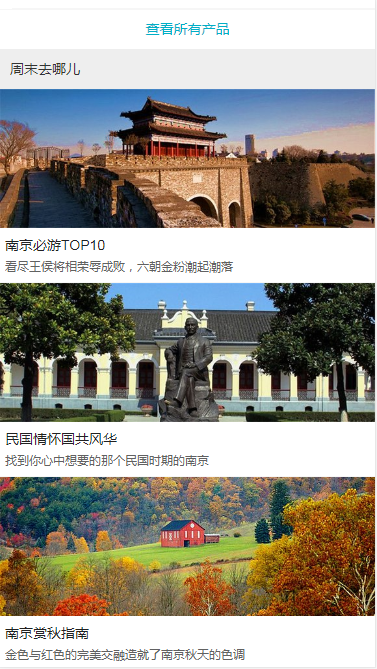 查看所有产品
周末去哪儿
南京必游TOP10
看尽王侯将相荣辱成败，六朝金粉潮起潮落
民国情怀国共风华
找到你心中想要的那个民国时期的南京
南京赏秋指南
金色与红色的完美交融造就了南京秋天的色调